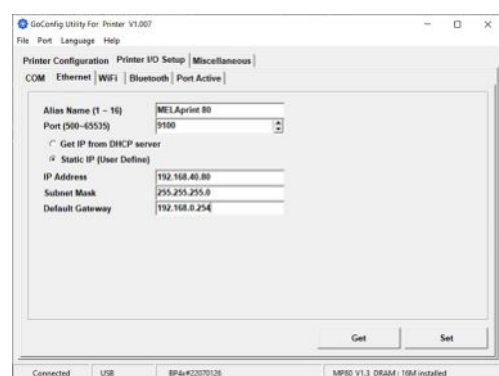 GoConfig Utility For Printer V1.007
File Port Language Help
Printer Configuration Printer I/O Setup Miscellaneous
COM Ethernet WiFi Bluetooth Port Active
Alias Name (1 ~ 16) MELAprint 80
Port (500~65535) 9100
Get IP from DHCP server
Static IP (User Define)
IP Address 192.168.40.80
Subnet Mask 255.255.255.0
Default Gateway 192.168.0.254
Get Set
Connected USB BP4x#22070126 MP80 V1.3 DRAM : 16M installed